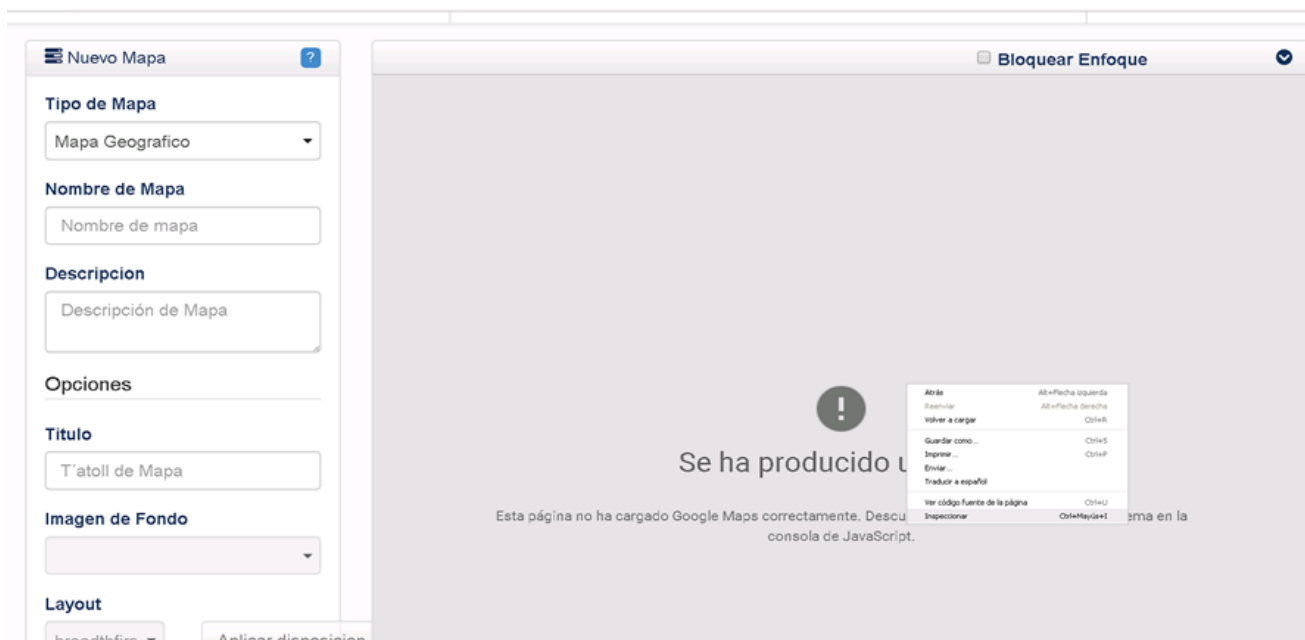 Nuevo Mapa
?
Bloquear Enfoque
Tipo de Mapa
Mapa Geografico
Nombre de Mapa
Nombre de mapa
Descripcion
Descripción de Mapa
Opciones
Titulo
T´atoll de Mapa
Imagen de Fondo
Layout
breadthfirs
Aplicar disposicion
Se ha producido u
Esta página no ha cargado Google Maps correctamente. Descu
ema en la
consola de JavaScript.
Atrás Alt+Flecha izquierda
Reenviar Alt+Flecha derecha
Volver a cargar Ctrl+R
Guardar como... Ctrl+S
Imprimir... Ctrl+P
Enviar...
Traducir a español
Ver código fuente de la página Ctrl+U
Inspeccionar Ctrl+Mayús+I